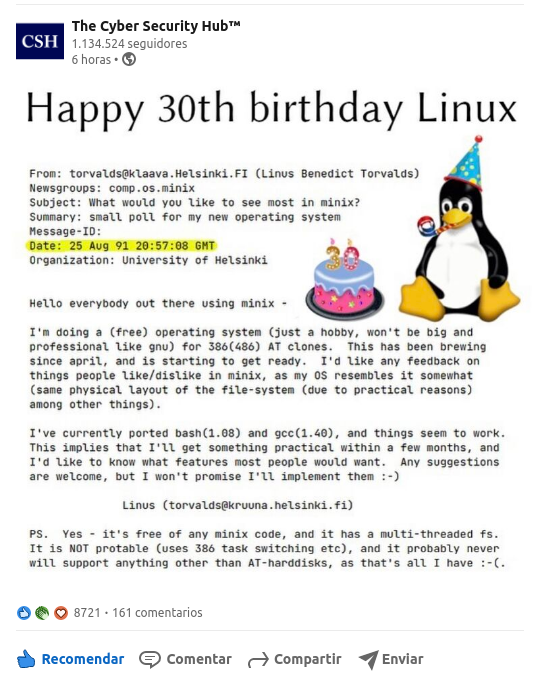 CSH
The Cyber Security Hub™
1.134.524 seguidores
6 horas •
Happy 30th birthday Linux
From: torvalds@klaava.Helsinki.FI (Linus Benedict Torvalds)
Newsgroups: comp.os.minix
Subject: What would you like to see most in minix?
Summary: small poll for my new operating system
Message-ID:
Date: 25 Aug 91 20:57:08 GMT
Organization: University of Helsinki
30
Hello everybody out there using minix -
I'm doing a (free) operating system (just a hobby, won't be big and
professional like gnu) for 386(486) AT clones.  This has been brewing
since april, and is starting to get ready.  I'd like any feedback on
things people like/dislike in minix, as my OS resembles it somewhat
(same physical layout of the file-system (due to practical reasons)
among other things).
I've currently ported bash(1.08) and gcc(1.40), and things seem to work.
This implies that I'll get something practical within a few months, and
I'd like to know what features most people would want.  Any suggestions
are welcome, but I won't promise I'll implement them :-)
Linus (torvalds@kruuna.helsinki.fi)
PS.  Yes - it's free of any minix code, and it has a multi-threaded fs.
It is NOT protable (uses 386 task switching etc), and it probably never
will support anything other than AT-harddisks, as that's all I have :-(.
8721 · 161 comentarios
Recomendar
Comentar
Compartir
Enviar